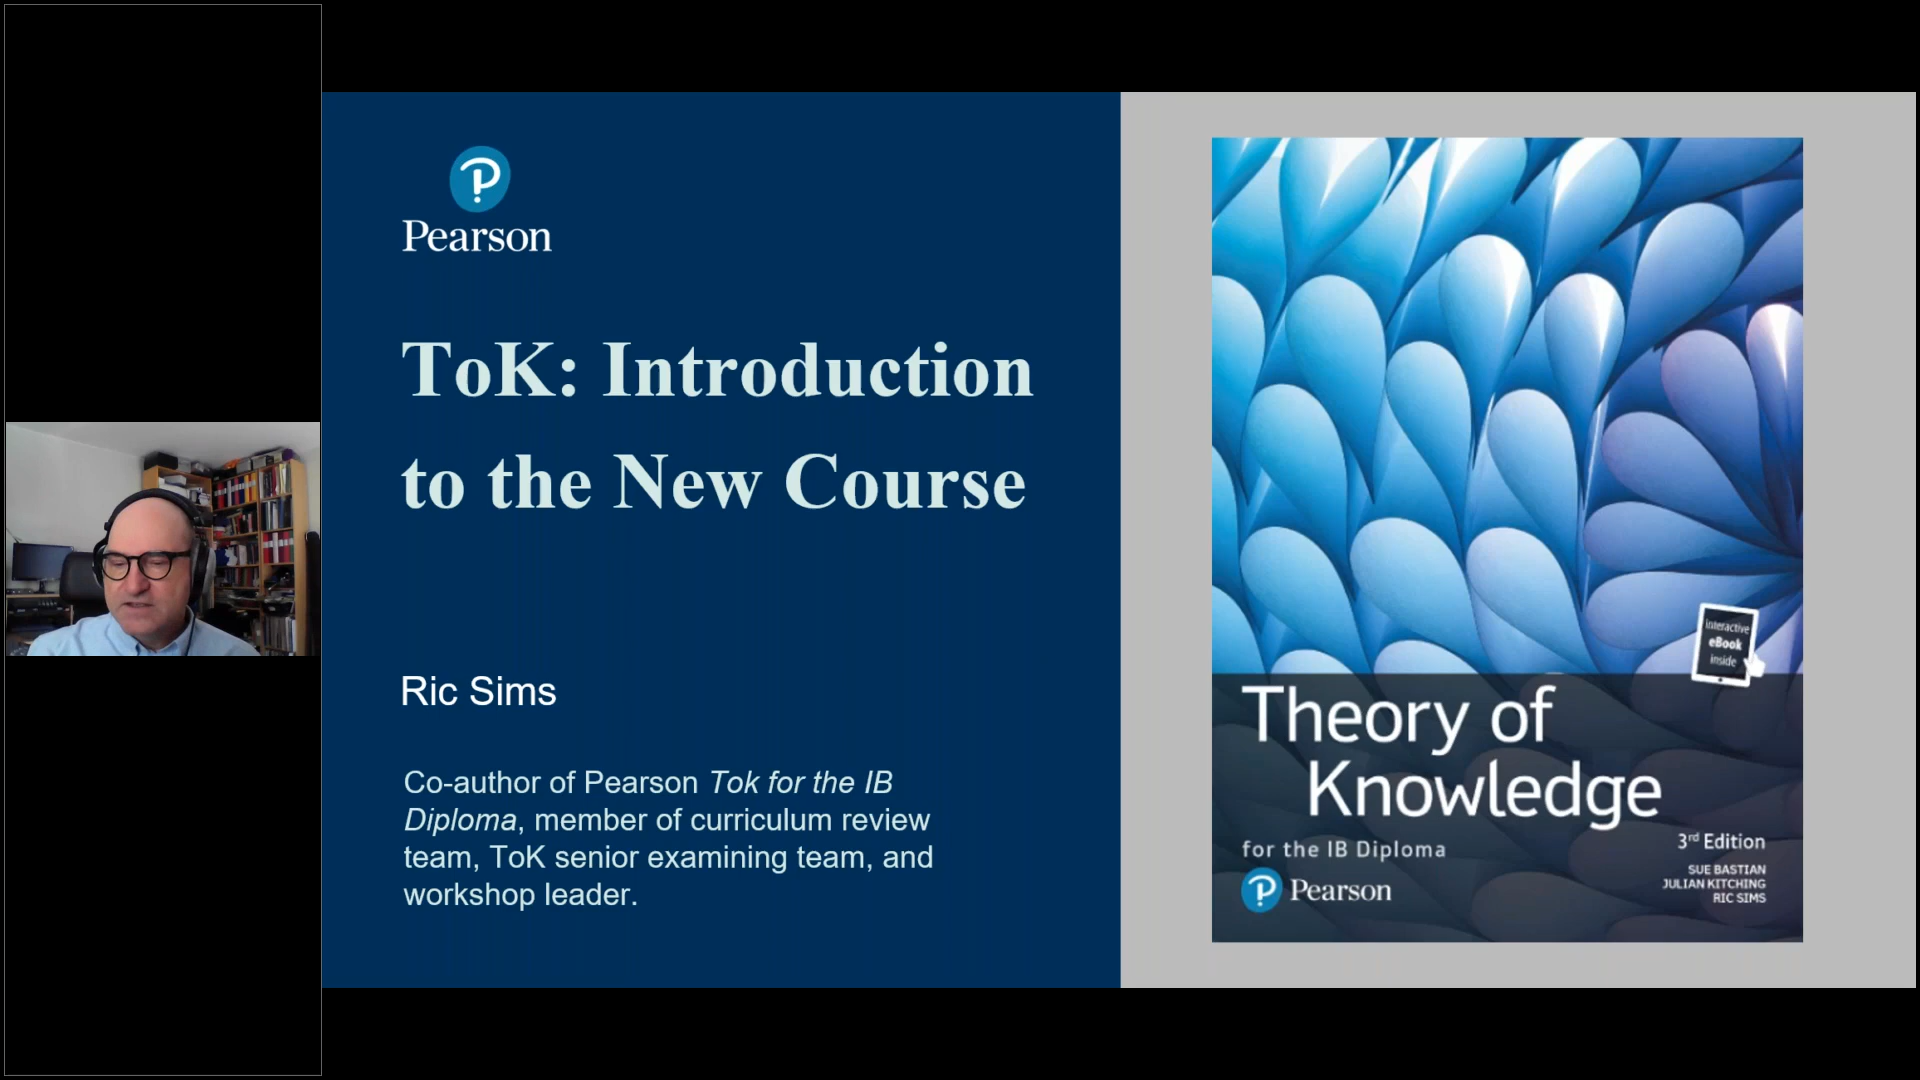 Pearson
ToK: Introduction
to the New Course
Ric Sims
Co-author of Pearson Tok for the IB
Diploma, member of curriculum review
team, ToK senior examining team, and
workshop leader.
interactive
eBook
inside
Theory of
Knowledge
3rd Edition
for the IB Diploma
SUE BASTIAN
JULIAN KITCHING
RIC SIMS
Pearson